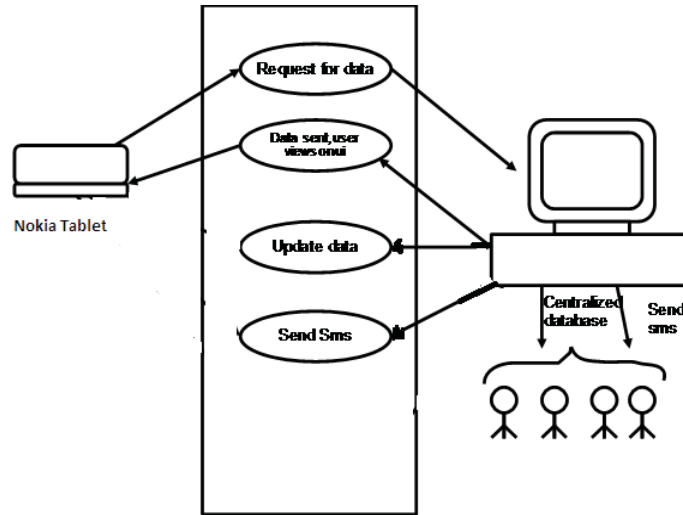 Request for data
Data sent,user
views onui
Nokia Tablet
Update data
Send Sms
Centralized
database
Send
sms